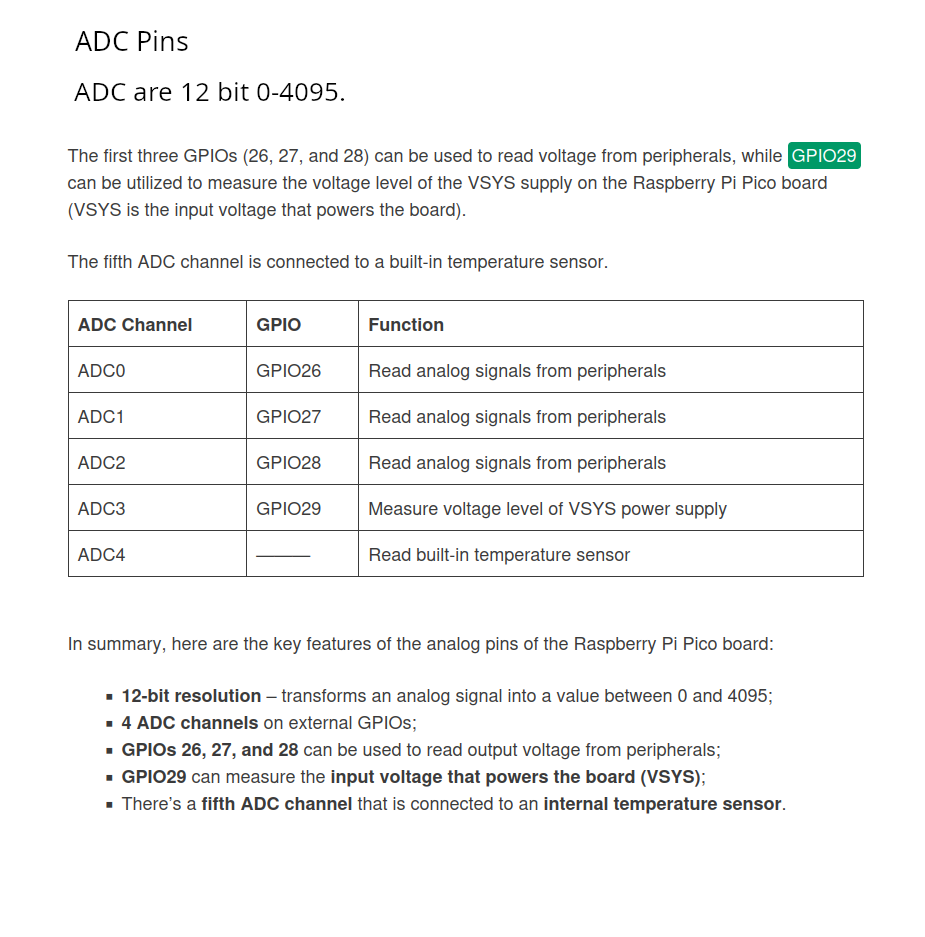 ADC Pins
ADC are 12 bit 0-4095.
The first three GPIOs (26, 27, and 28) can be used to read voltage from peripherals, while GPIO29
can be utilized to measure the voltage level of the VSYS supply on the Raspberry Pi Pico board
(VSYS is the input voltage that powers the board).
The fifth ADC channel is connected to a built-in temperature sensor.
ADC Channel GPIO Function
ADC0 GPIO26 Read analog signals from peripherals
ADC1 GPIO27 Read analog signals from peripherals
ADC2 GPIO28 Read analog signals from peripherals
ADC3 GPIO29 Measure voltage level of VSYS power supply
ADC4 ——— Read built-in temperature sensor
In summary, here are the key features of the analog pins of the Raspberry Pi Pico board:
▪ 12-bit resolution – transforms an analog signal into a value between 0 and 4095;
▪ 4 ADC channels on external GPIOs;
▪ GPIOs 26, 27, and 28 can be used to read output voltage from peripherals;
▪ GPIO29 can measure the input voltage that powers the board (VSYS);
▪ There’s a fifth ADC channel that is connected to an internal temperature sensor.